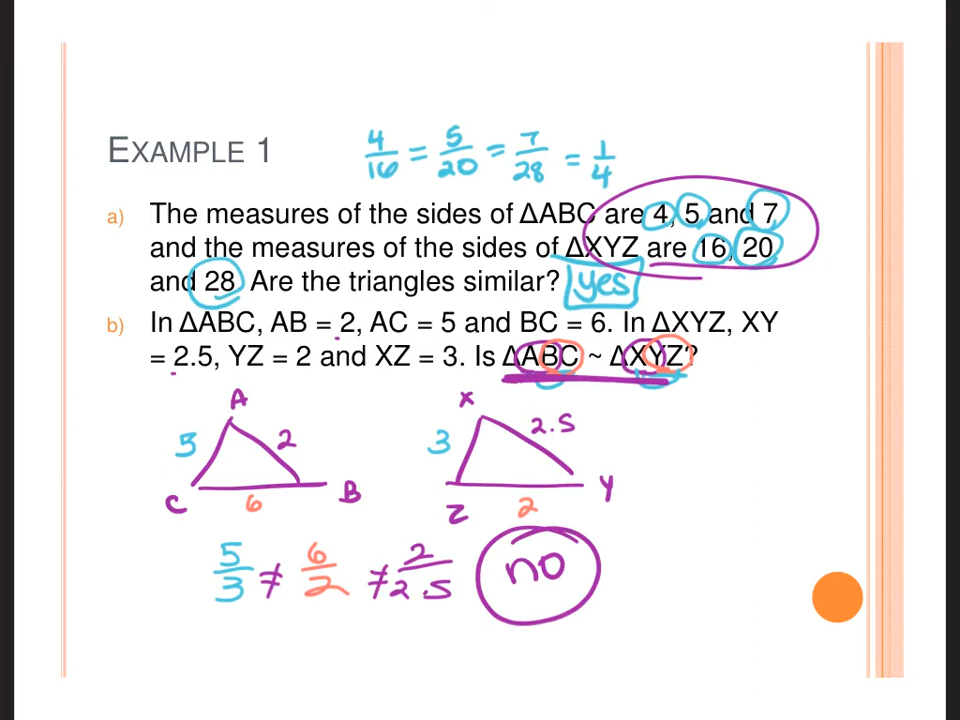 EXAMPLE 1
4/16 = 5/20 = 7/28 = 1/4
a) The measures of the sides of ΔABC are 4, 5, and 7
and the measures of the sides of ΔXYZ are 16, 20
and 28. Are the triangles similar? yes
b) In ΔABC, AB = 2, AC = 5 and BC = 6. In ΔXYZ, XY
= 2.5, YZ = 2 and XZ = 3. Is ΔABC ~ ΔXYZ?
A X
5 2 3 2.5
C 6 B Z 2 Y
5/3 ≠ 6/2 ≠ 2/2.5 no